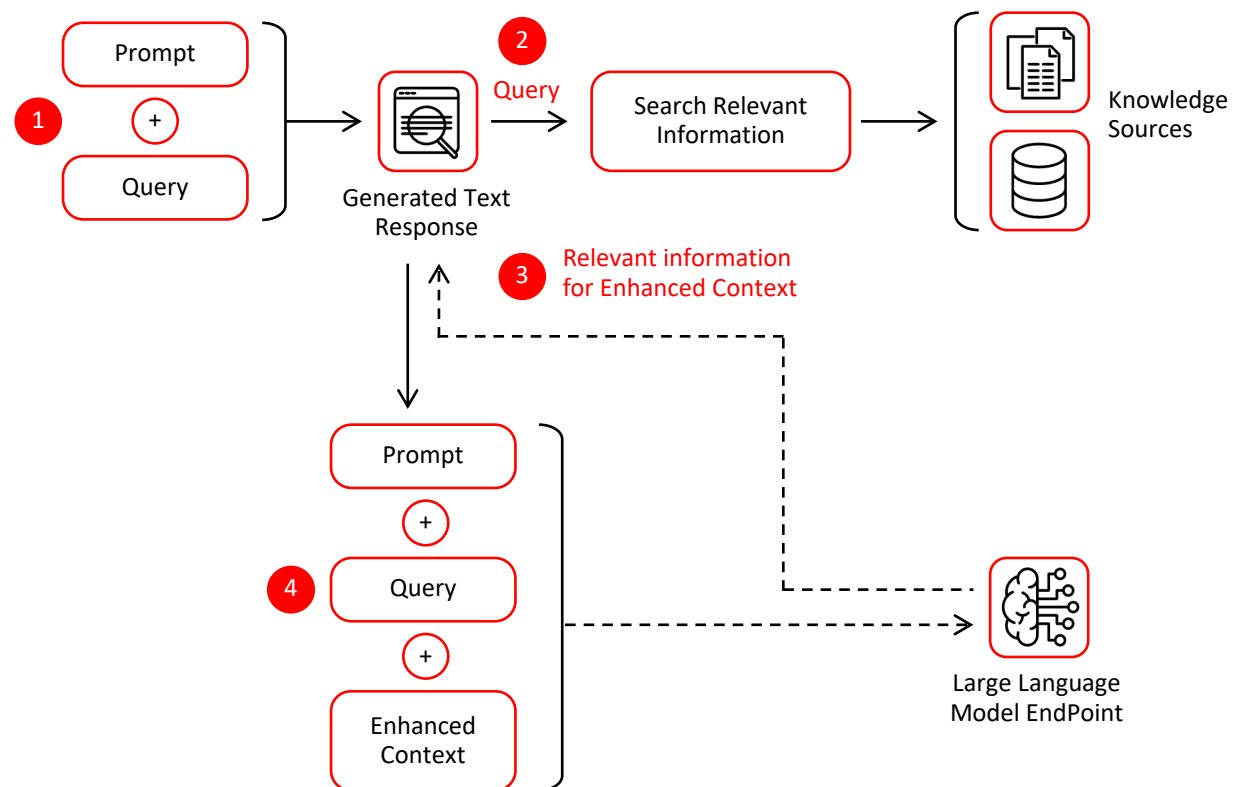 Prompt
1
+
Query
Generated Text
Response
2
Query
Search Relevant
Information
Knowledge
Sources
3
Relevant information
for Enhanced Context
Prompt
+
4
Query
+
Enhanced
Context
Large Language
Model EndPoint